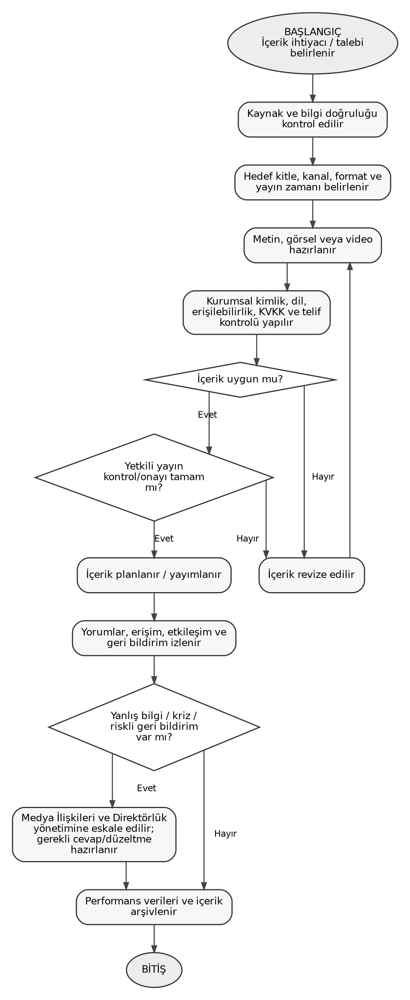 BAŞLANGIÇ
İçerik ihtiyacı / talebi
belirlenir
Kaynak ve bilgi doğruluğu
kontrol edilir
Hedef kitle, kanal, format ve
yayın zamanı belirlenir
Metin, görsel veya video
hazırlanır
Kurumsal kimlik, dil,
erişilebilirlik, KVKK ve telif
kontrolü yapılır
İçerik uygun mu?
Evet
Yetkili yayın
kontrol/onayı tamam
mı?
Hayır
Evet
Hayır
İçerik planlanır / yayımlanır
İçerik revize edilir
Yorumlar, erişim, etkileşim ve
geri bildirim izlenir
Yanlış bilgi / kriz /
riskli geri bildirim
var mı?
Evet
Medya İlişkileri ve Direktörlük
yönetimine eskale edilir;
gerekli cevap/düzeltme
hazırlanır
Hayır
Performans verileri ve içerik
arşivlenir
BİTİŞ